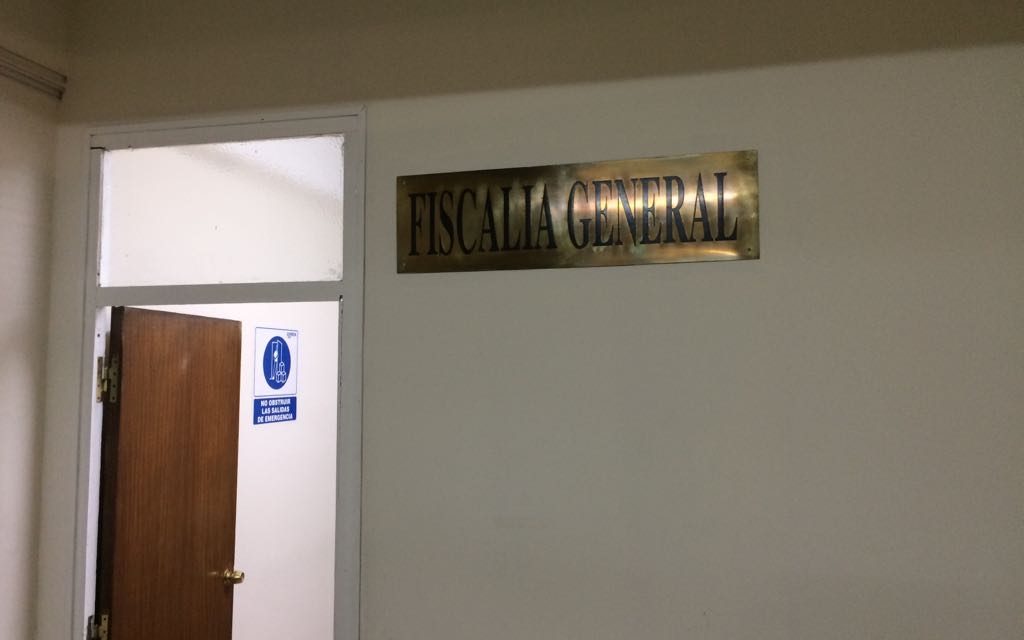 FISCALIA GENERAL
NO OBSTRUIR
LAS SALIDAS
DE EMERGENCIA